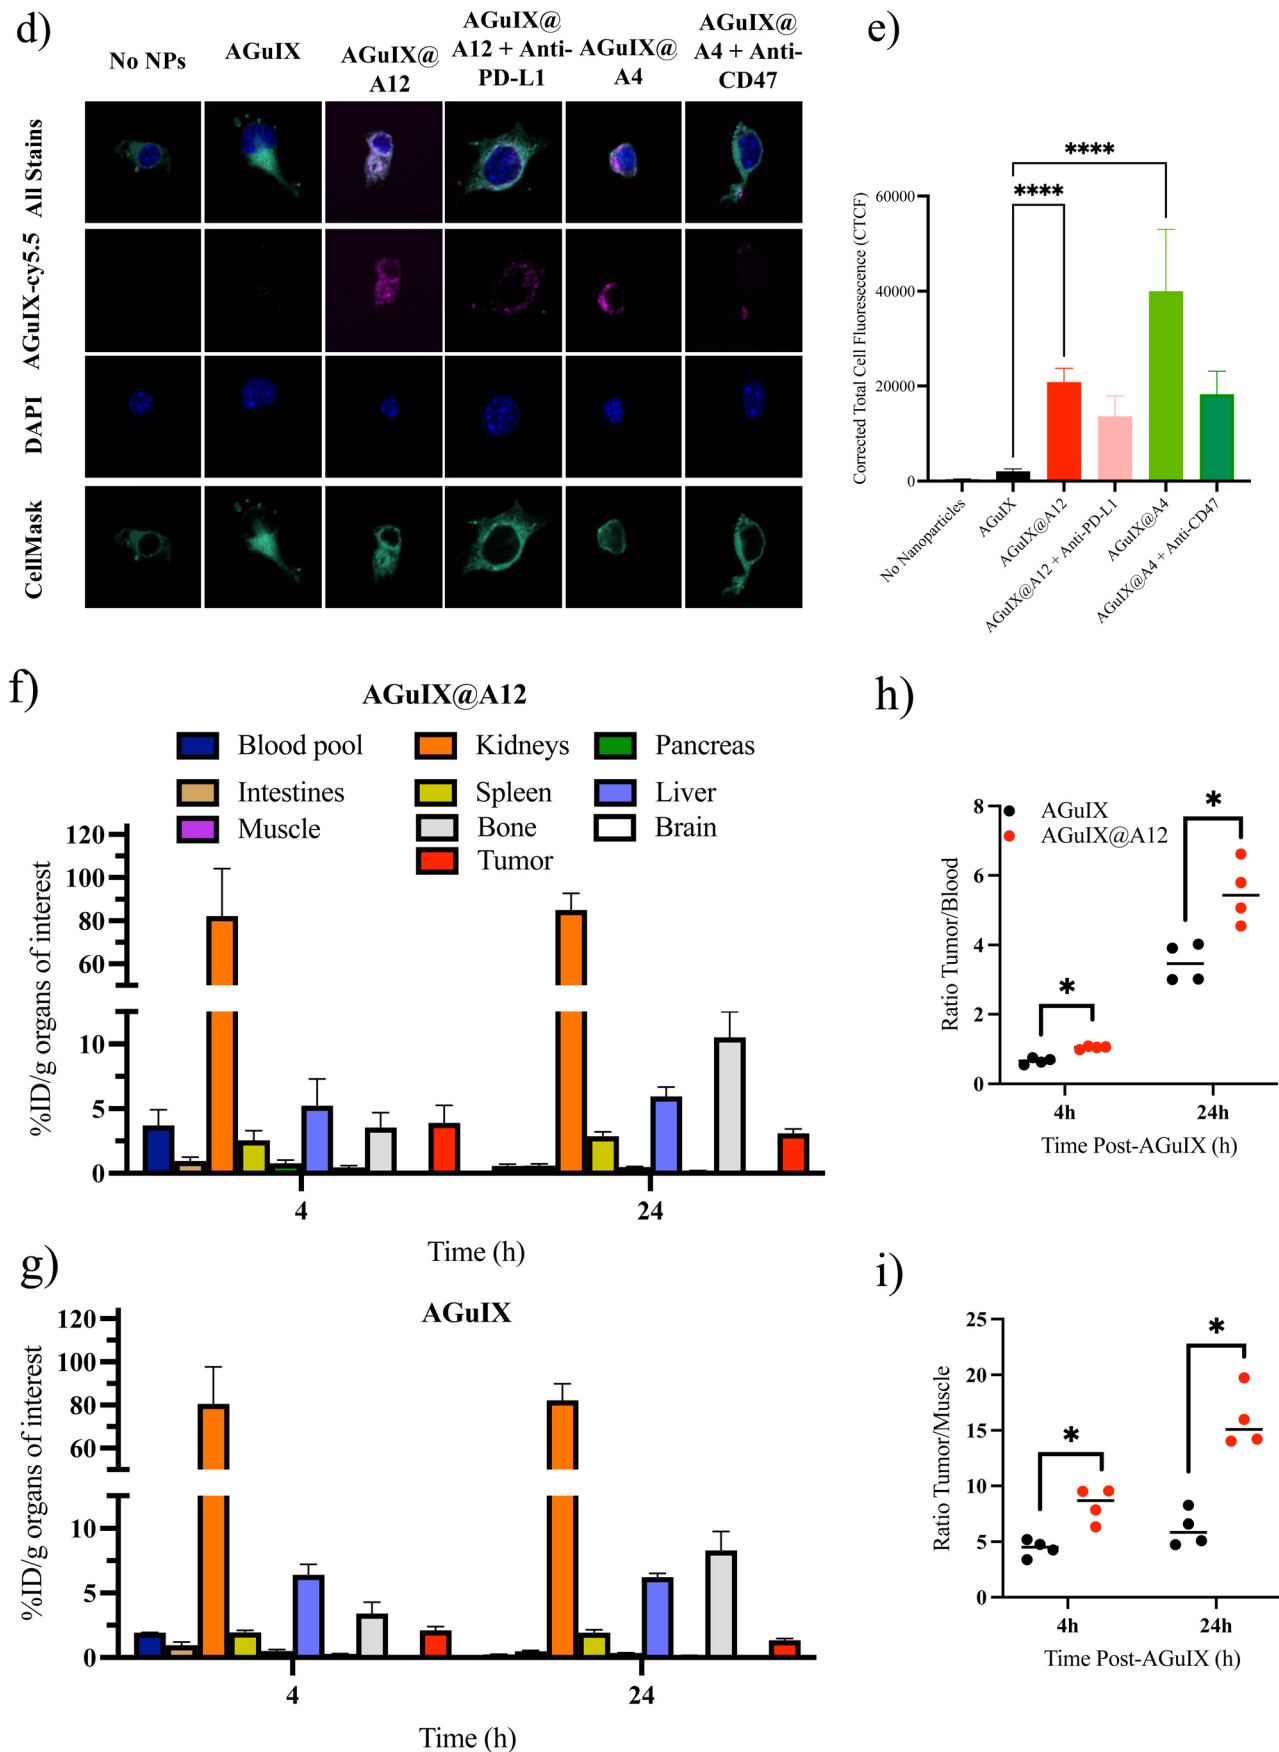 d)
No NPs
AGuIX
AGuIX@
A12
AGuIX@
A12 + Anti-
PD-L1
AGuIX@
A4
AGuIX@
A4 + Anti-
CD47
All Stains
AGuIX-cy5.5
DAPI
CellMask
e)
****
****
Corrected Total Cell Fluoresecence (CTCF)
60000
40000
20000
0
No Nanoparticles
AGuIX
AGuIX@A12
AGuIX@A12 + Anti-PD-L1
AGuIX@A4
AGuIX@A4 + Anti-CD47
f)
AGuIX@A12
Blood pool
Kidneys
Pancreas
Intestines
Spleen
Liver
Muscle
Bone
Brain
Tumor
%ID/g organs of interest
120
100
80
60
10
5
0
4
24
Time (h)
g)
AGuIX
%ID/g organs of interest
120
100
80
60
10
5
0
4
24
Time (h)
h)
AGuIX
AGuIX@A12
*
*
Ratio Tumor/Blood
8
6
4
2
0
4h
24h
Time Post-AGuIX (h)
i)
*
*
Ratio Tumor/Muscle
25
20
15
10
5
0
4h
24h
Time Post-AGuIX (h)